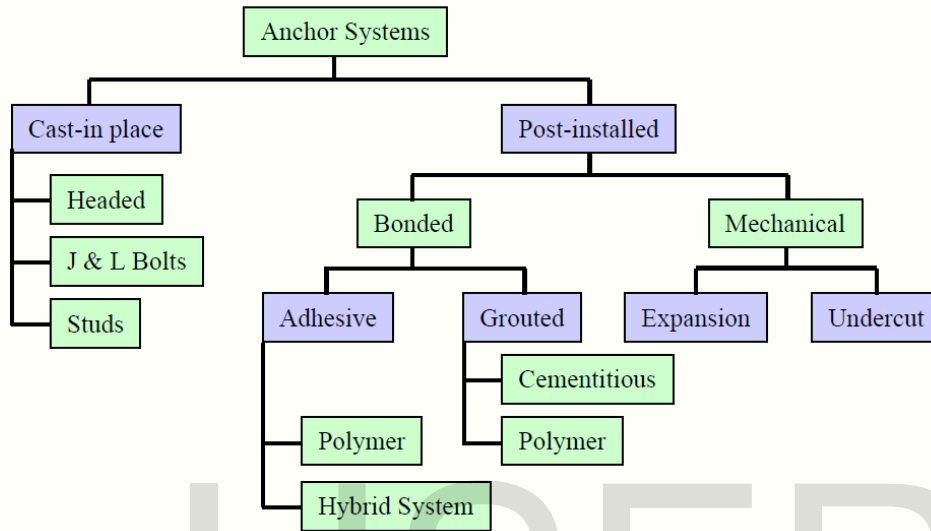 Anchor Systems
Cast-in place
Post-installed
Headed
J & L Bolts
Studs
Bonded
Mechanical
Adhesive
Grouted
Expansion
Undercut
Cementitious
Polymer
Polymer
Hybrid System